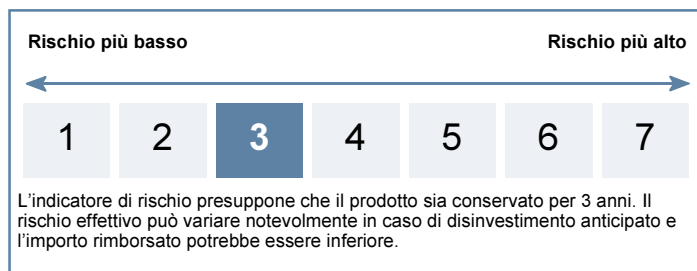 Rischio più basso Rischio più alto
1 2 3 4 5 6 7
L'indicatore di rischio presuppone che il prodotto sia conservato per 3 anni. Il
rischio effettivo può variare notevolmente in caso di disinvestimento anticipato e
l'importo rimborsato potrebbe essere inferiore.